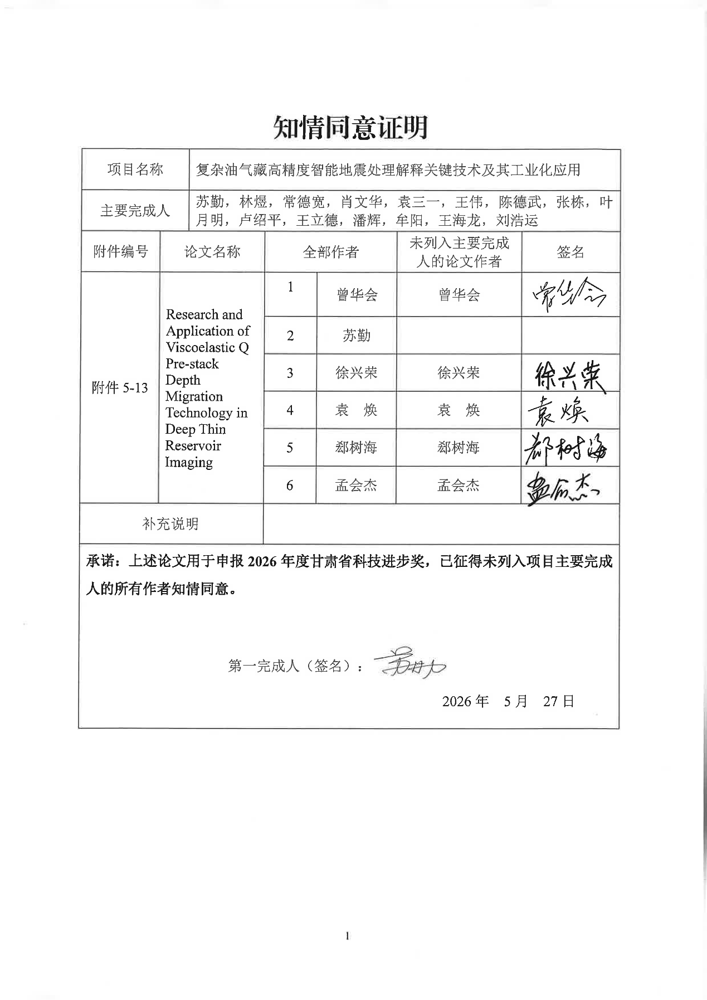 知情同意证明
项目名称
复杂油气藏高精度智能地震处理解释关键技术及其工业化应用
主要完成人
苏勤，林煜，常德宽，肖文华，袁三一，王伟，陈德武，张栋，叶
月明，卢绍平，王立德，潘辉，牟阳，王海龙，刘浩运
附件编号
论文名称
全部作者
未列入主要完成
人的论文作者
签名
附件 5-13
Research and
Application of
Viscoelastic Q
Pre-stack
Depth
Migration
Technology in
Deep Thin
Reservoir
Imaging
1 曾华会 曾华会 曾华会
2 苏勤
3 徐兴荣 徐兴荣 徐兴荣
4 袁　焕 袁　焕 袁焕
5 郄树海 郄树海 郄树海
6 孟会杰 孟会杰 孟会杰
补充说明
承诺：上述论文用于申报 2026 年度甘肃省科技进步奖，已征得未列入项目主要完成
人的所有作者知情同意。
第一完成人（签名）：苏勤
2026 年　5 月　27 日
1